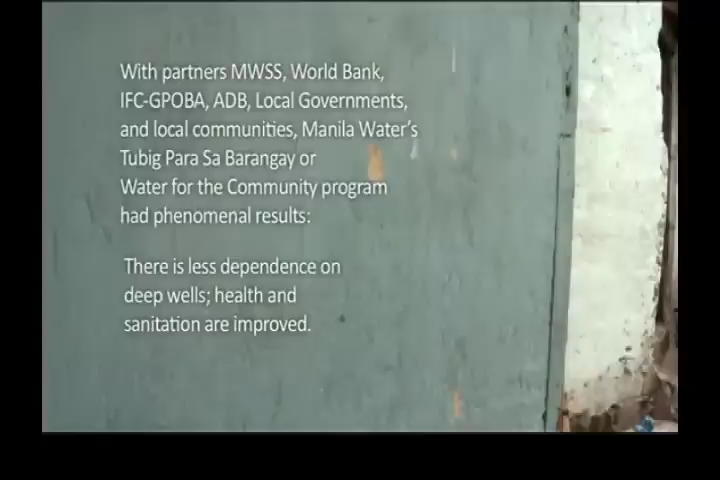 With partners MWSS, World Bank,
IFC-GPOBA, ADB, Local Governments,
and local communities, Manila Water's
Tubig Para Sa Barangay or
Water for the Community program
had phenomenal results:
There is less dependence on
deep wells; health and
sanitation are improved.